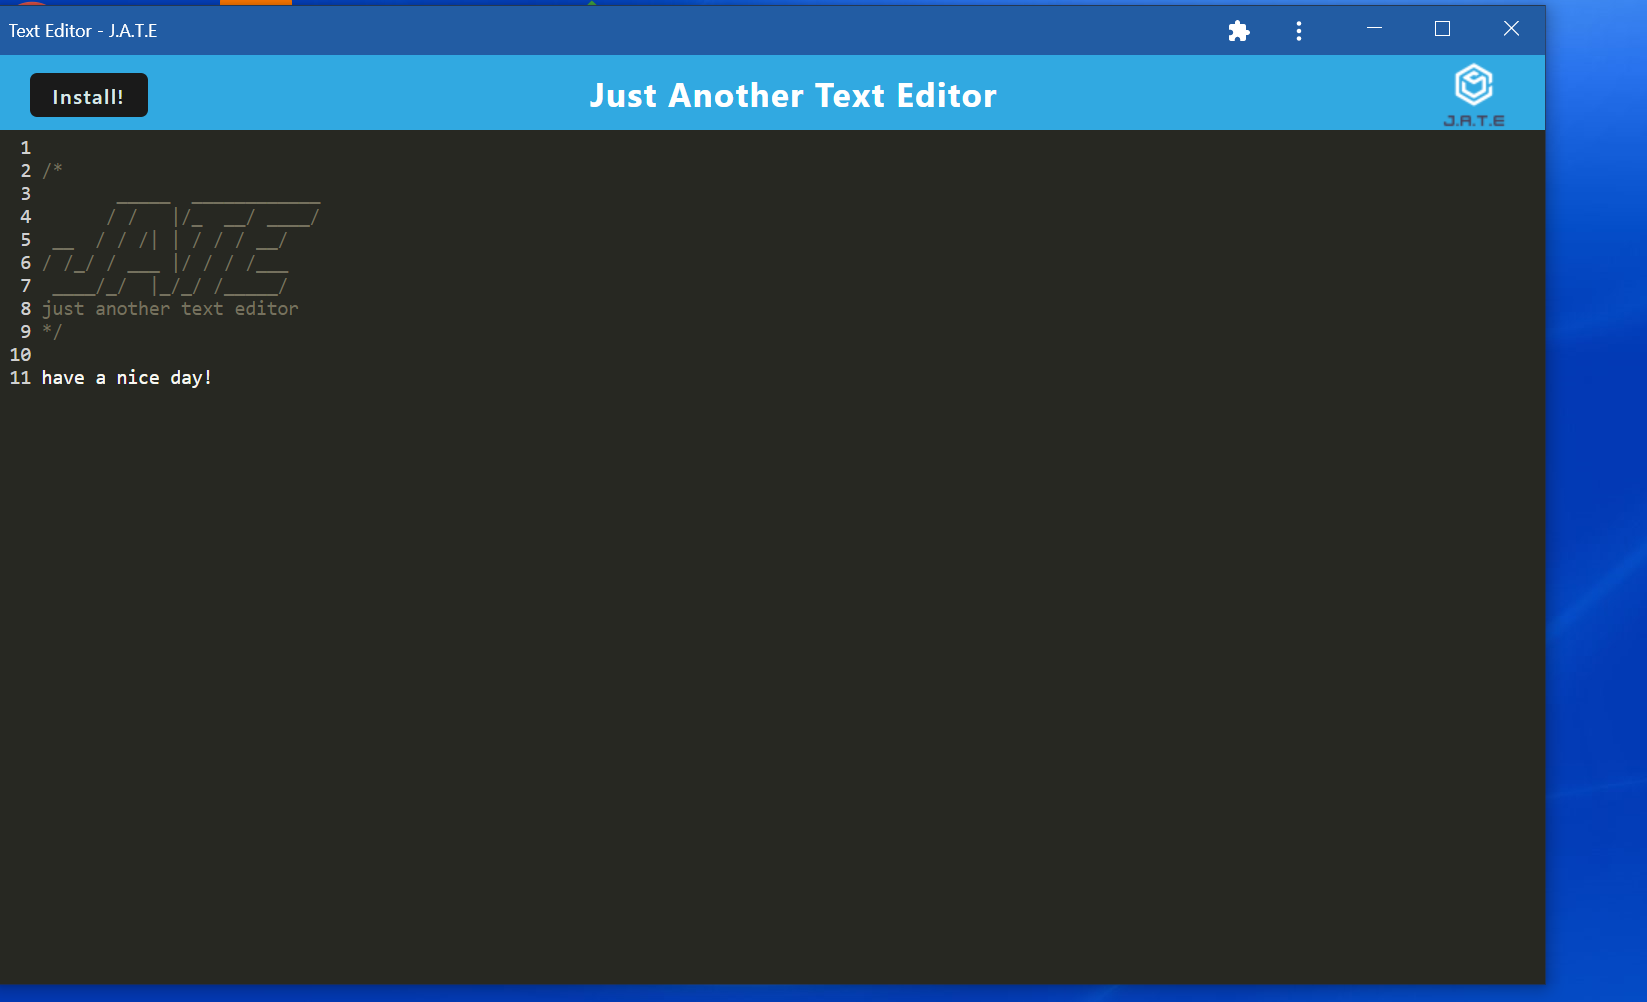 Text Editor - J.A.T.E
Install!
Just Another Text Editor
J.A.T.E
1
2 /*
3        _____  ____________
4       / /   |/_  __/ ____/
5  __  / / /| | / / / __/
6 / /_/ / ___ |/ / / /___
7  ____/_/  |_/_/ /_____/
8 just another text editor
9 */
10
11 have a nice day!